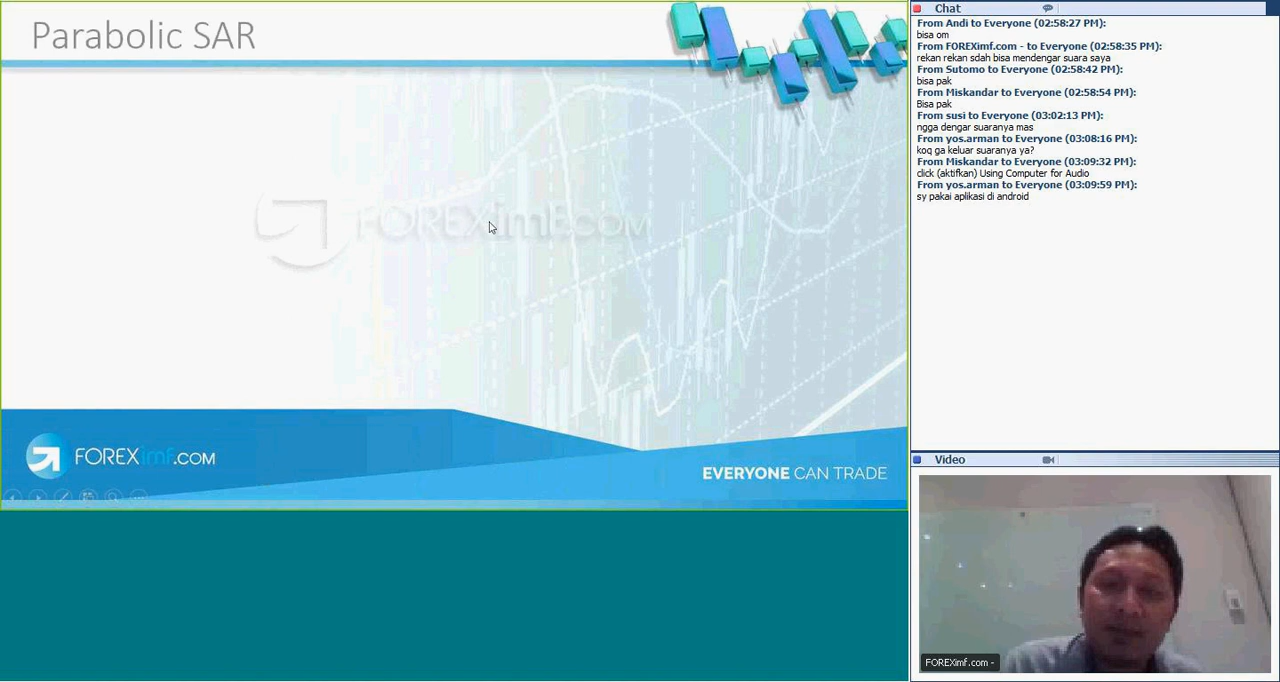 Parabolic SAR
FOREXimf.COM
FOREXimf.COM
EVERYONE CAN TRADE
Chat
From Andi to Everyone (02:58:27 PM):
bisa om
From FOREXimf.com - to Everyone (02:58:35 PM):
rekan rekan sdah bisa mendengar suara saya
From Sutomo to Everyone (02:58:42 PM):
bisa pak
From Miskandar to Everyone (02:58:54 PM):
Bisa pak
From susi to Everyone (03:02:13 PM):
ngga dengar suaranya mas
From yos.arman to Everyone (03:08:16 PM):
koq ga keluar suaranya ya?
From Miskandar to Everyone (03:09:32 PM):
click (aktifkan) Using Computer for Audio
From yos.arman to Everyone (03:09:59 PM):
sy pakai aplikasi di android
Video
FOREXimf.com -